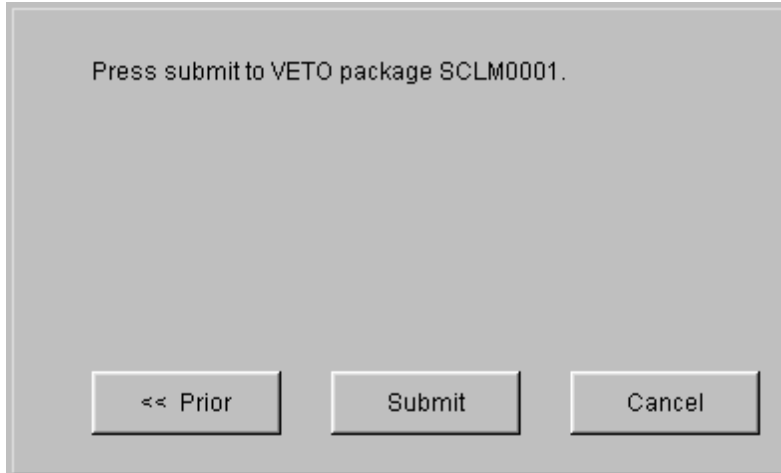 Press submit to VETO package SCLM0001.
<< Prior
Submit
Cancel